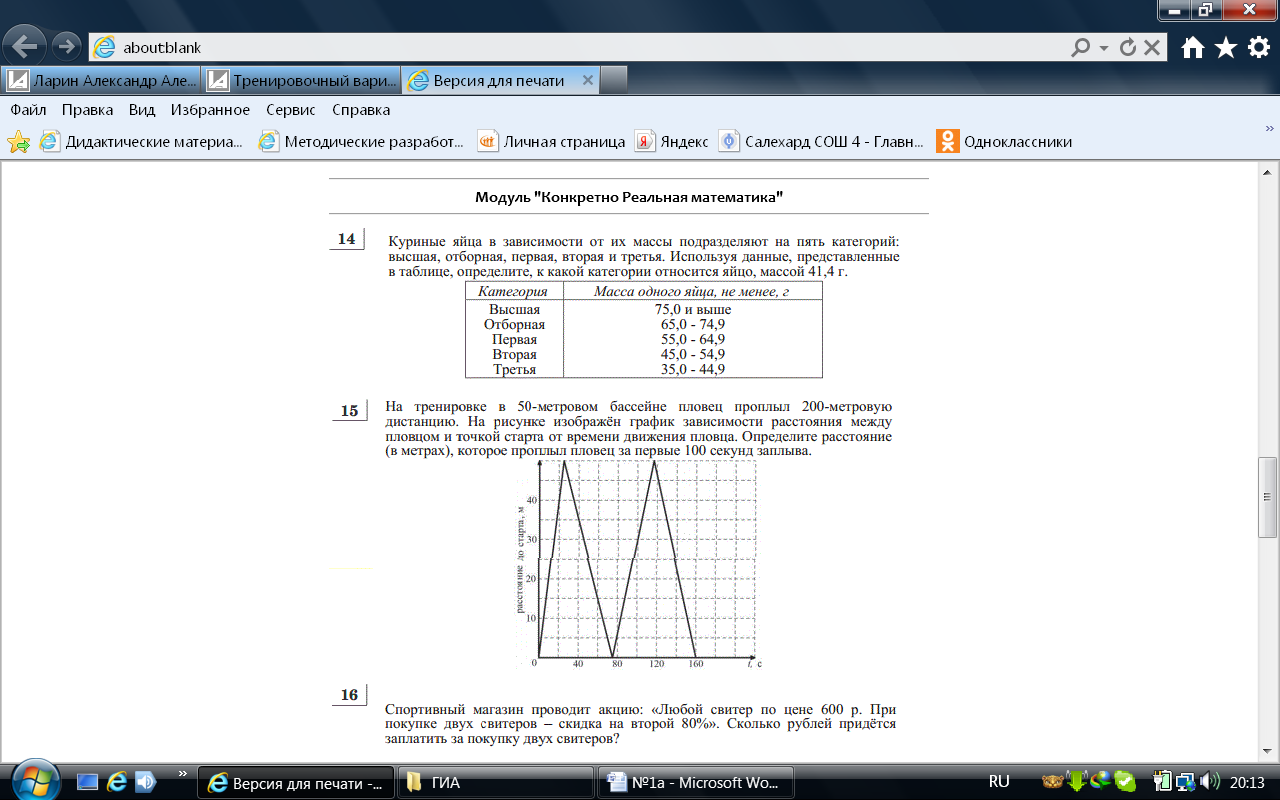 about:blank
Ларин Александр Але...
Тренировочный вари...
Версия для печати
Файл Правка Вид Избранное Сервис Справка
Дидактические материа... Методические разработ... Личная страница Яндекс Салехард СОШ 4 - Главн... Одноклассники
Модуль "Конкретно Реальная математика"
14
Куриные яйца в зависимости от их массы подразделяют на пять категорий:
высшая, отборная, первая, вторая и третья. Используя данные, представленные
в таблице, определите, к какой категории относится яйцо, массой 41,4 г.
Категория Масса одного яйца, не менее, г
Высшая 75,0 и выше
Отборная 65,0 - 74,9
Первая 55,0 - 64,9
Вторая 45,0 - 54,9
Третья 35,0 - 44,9
15
На тренировке в 50-метровом бассейне пловец проплыл 200-метровую
дистанцию. На рисунке изображён график зависимости расстояния между
пловцом и точкой старта от времени движения пловца. Определите расстояние
(в метрах), которое проплыл пловец за первые 100 секунд заплыва.
расстояние до старта, м
40
30
20
10
0 40 80 120 160 t, c
16
Спортивный магазин проводит акцию: «Любой свитер по цене 600 р. При
покупке двух свитеров – скидка на второй 80%». Сколько рублей придётся
заплатить за покупку двух свитеров?
Версия для печати -... ГИА №1а - Microsoft Wo... RU 20:13